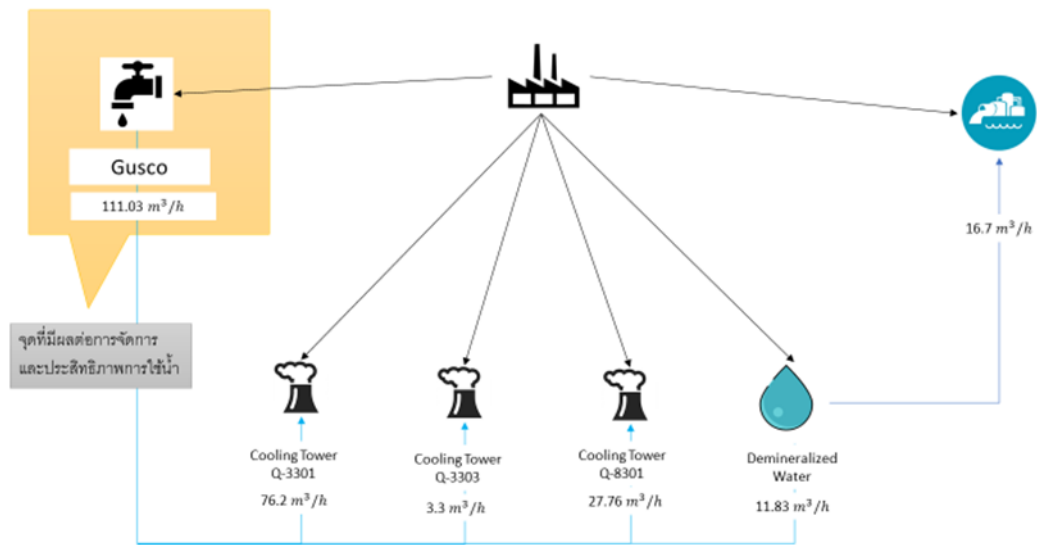 Gusco
111.03 m³/h
16.7 m³/h
จุดที่มีผลต่อการจัดการ
และประสิทธิภาพการใช้น้ำ
Cooling Tower
Q-3301
76.2 m³/h
Cooling Tower
Q-3303
3.3 m³/h
Cooling Tower
Q-8301
27.76 m³/h
Demineralized
Water
11.83 m³/h